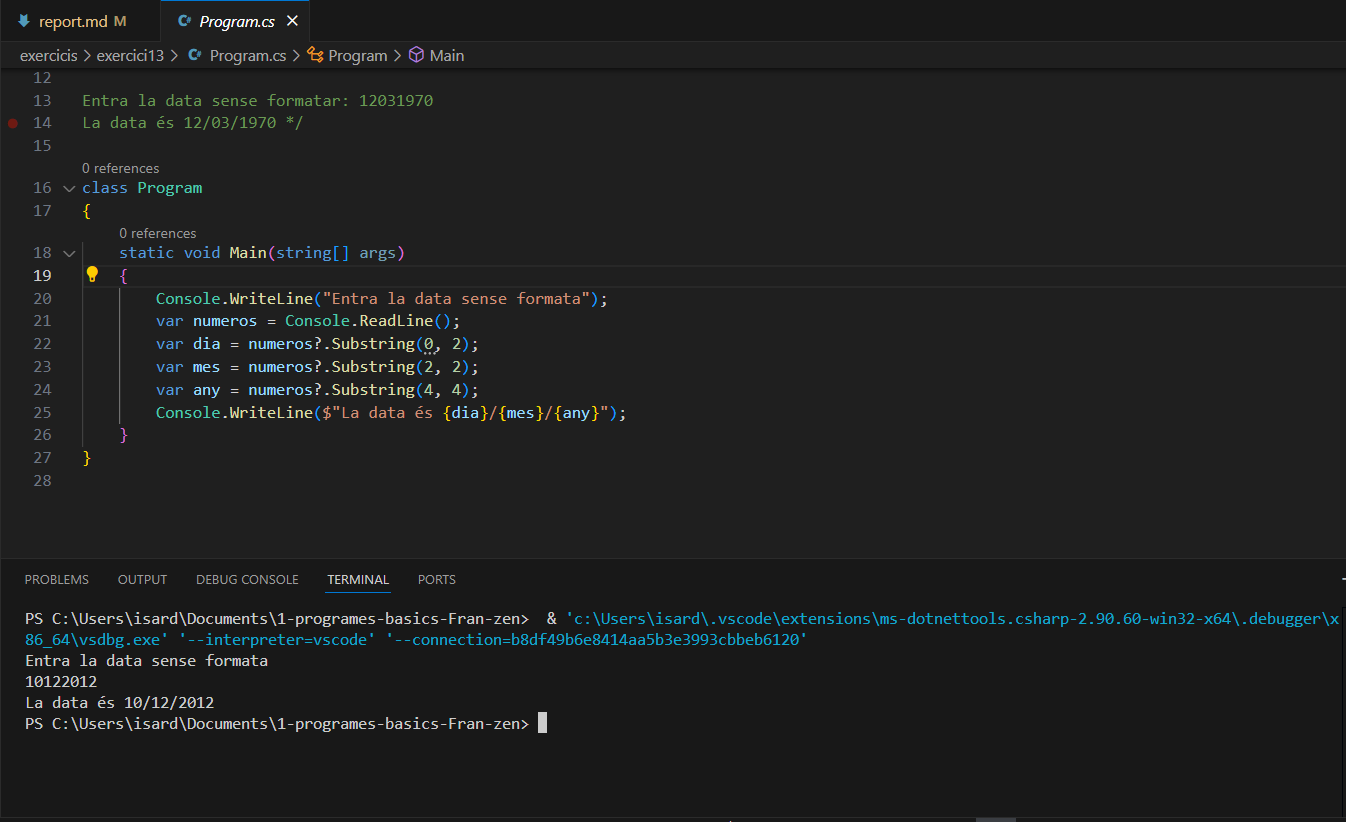 report.md M
C# Program.cs ×
exercicis > exercici13 > C# Program.cs > Program > Main
12
13 Entra la data sense formatar: 12031970
14 La data és 12/03/1970 */
15
0 references
16 class Program
17 {
0 references
18 static void Main(string[] args)
19 {
20 Console.WriteLine("Entra la data sense formata");
21 var numeros = Console.ReadLine();
22 var dia = numeros?.Substring(0, 2);
23 var mes = numeros?.Substring(2, 2);
24 var any = numeros?.Substring(4, 4);
25 Console.WriteLine($"La data és {dia}/{mes}/{any}");
26 }
27 }
28
PROBLEMS OUTPUT DEBUG CONSOLE TERMINAL PORTS
PS C:\Users\isard\Documents\1-programes-basics-Fran-zen>  & 'c:\Users\isard\.vscode\extensions\ms-dotnettools.csharp-2.90.60-win32-x64\.debugger\x
86_64\vsdbg.exe' '--interpreter=vscode' '--connection=b8df49b6e8414aa5b3e3993cbbeb6120'
Entra la data sense formata
10122012
La data és 10/12/2012
PS C:\Users\isard\Documents\1-programes-basics-Fran-zen>